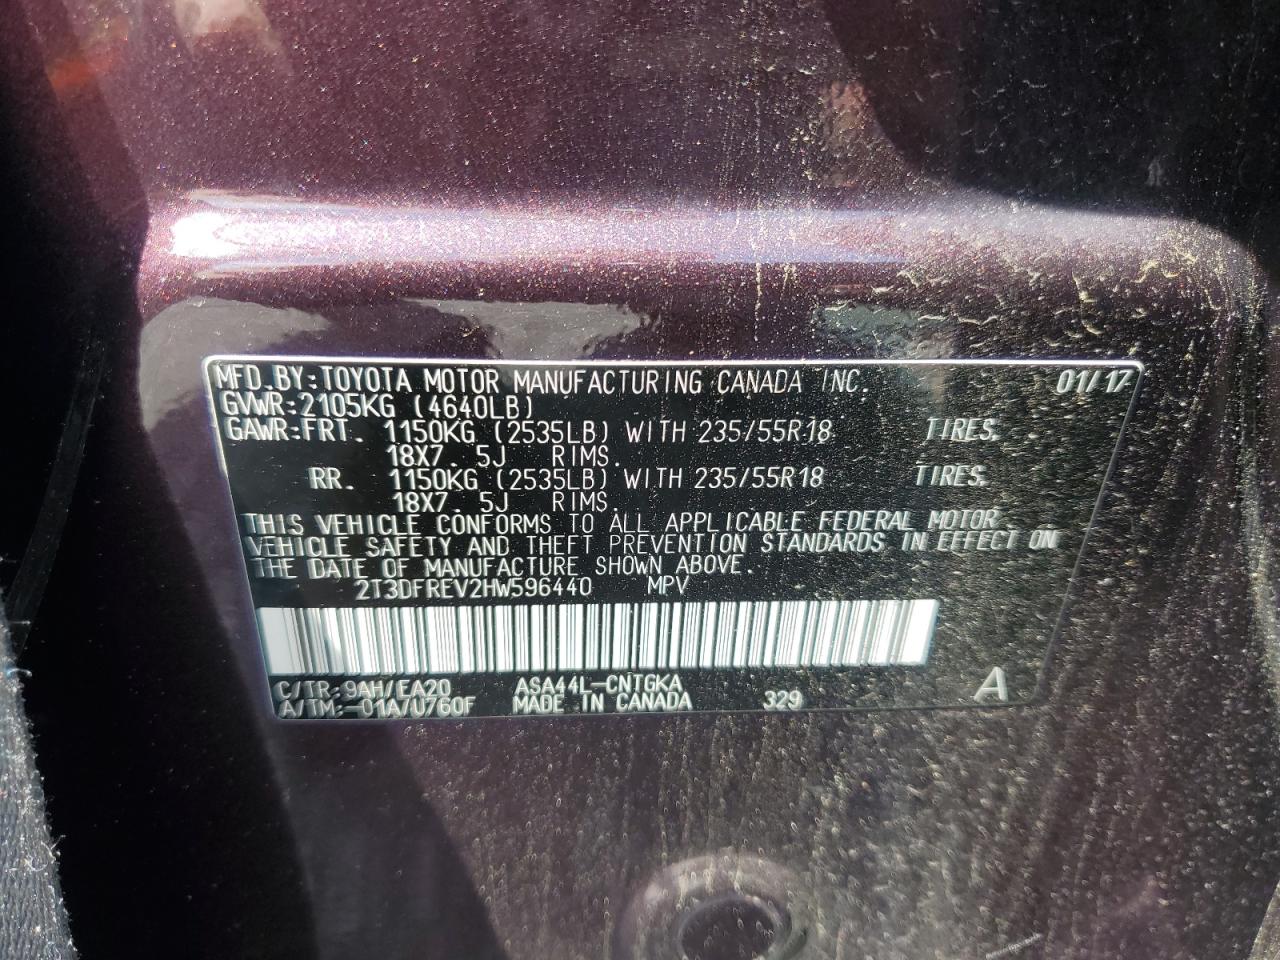 MFD.BY:TOYOTA MOTOR MANUFACTURING CANADA INC. 01/17
GVWR:2105KG (4640LB)
GAWR:FRT. 1150KG (2535LB) WITH 235/55R18 TIRES.
18X7.5J RIMS.
RR. 1150KG (2535LB) WITH 235/55R18 TIRES.
18X7.5J RIMS.
THIS VEHICLE CONFORMS TO ALL APPLICABLE FEDERAL MOTOR
VEHICLE SAFETY AND THEFT PREVENTION STANDARDS IN EFFECT ON
THE DATE OF MANUFACTURE SHOWN ABOVE.
2T3DFREV2HW596440 MPV
C/TR:9AH/EA20 ASA44L-CNTGKA
A/TM:-01A/0760F MADE IN CANADA 329 A